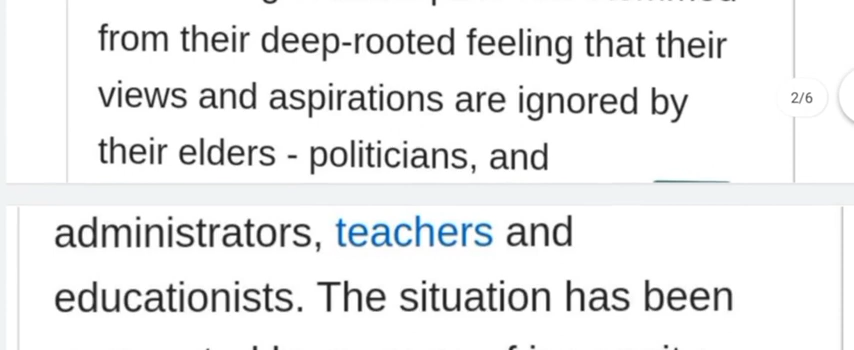 from their deep-rooted feeling that their
views and aspirations are ignored by
2/6
their elders - politicians, and
administrators, teachers and
educationists. The situation has been